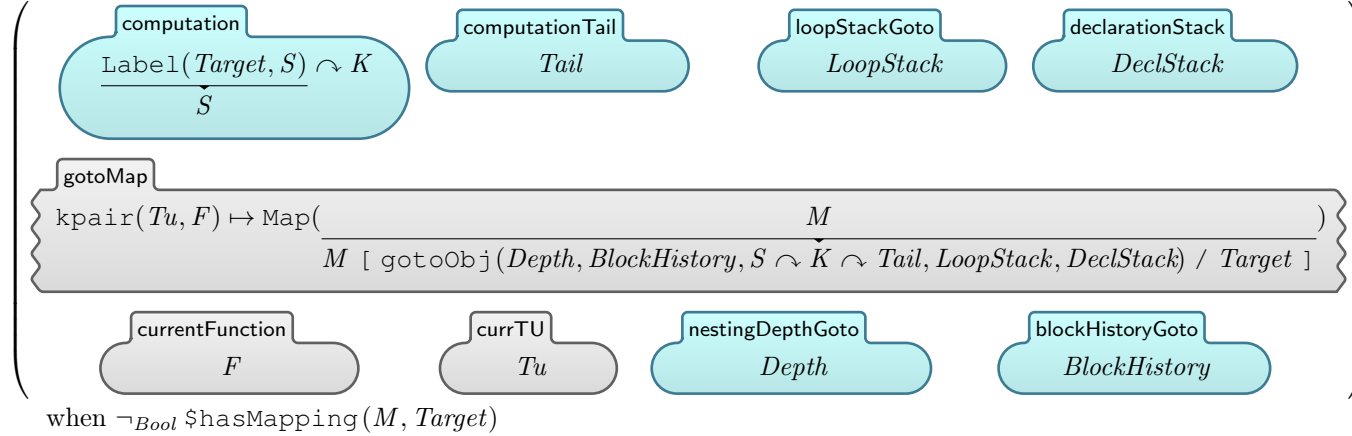 computation computationTail loopStackGoto declarationStack
Label(Target, S) ↷ K Tail LoopStack DeclStack
S
gotoMap
kpair(Tu, F) ↦ Map( M )
M [ gotoObj(Depth, BlockHistory, S ↷ K ↷ Tail, LoopStack, DeclStack) / Target ]
currentFunction currTU nestingDepthGoto blockHistoryGoto
F Tu Depth BlockHistory
when ¬Bool $hasMapping(M, Target)